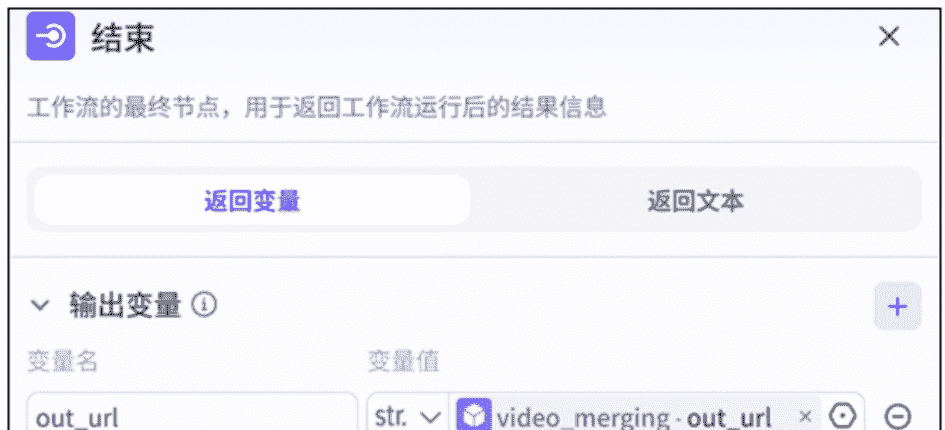 结束
工作流的最终节点，用于返回工作流运行后的结果信息
返回变量 返回文本
输出变量
变量名 变量值
out_url str. video_merging - out_url